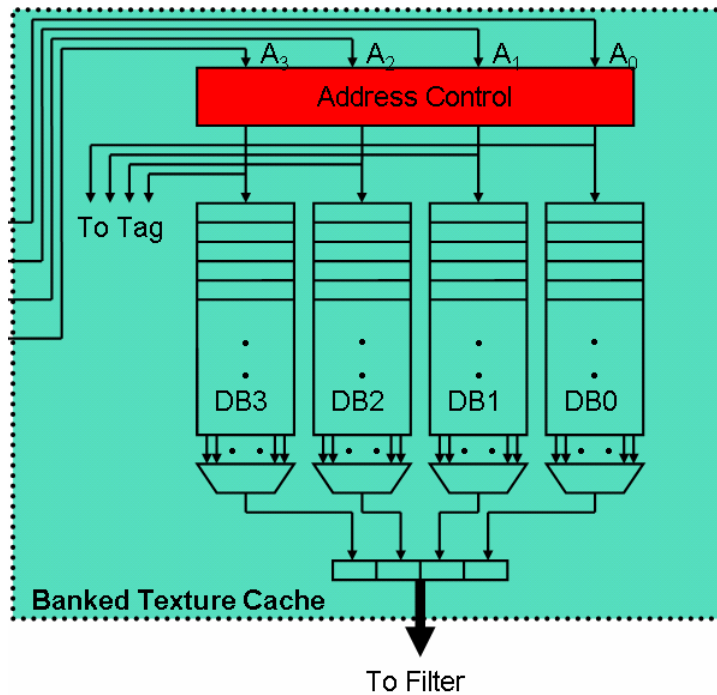 A3 A2 A1 A0
Address Control
To Tag
DB3 DB2 DB1 DB0
Banked Texture Cache
To Filter